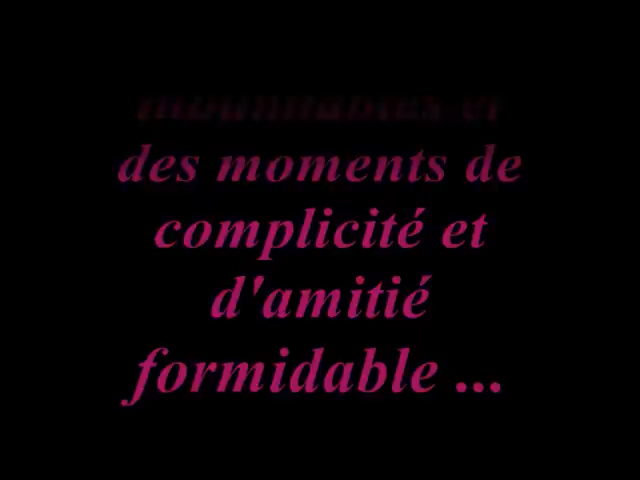 des moments de
complicité et
d'amitié
formidable ...